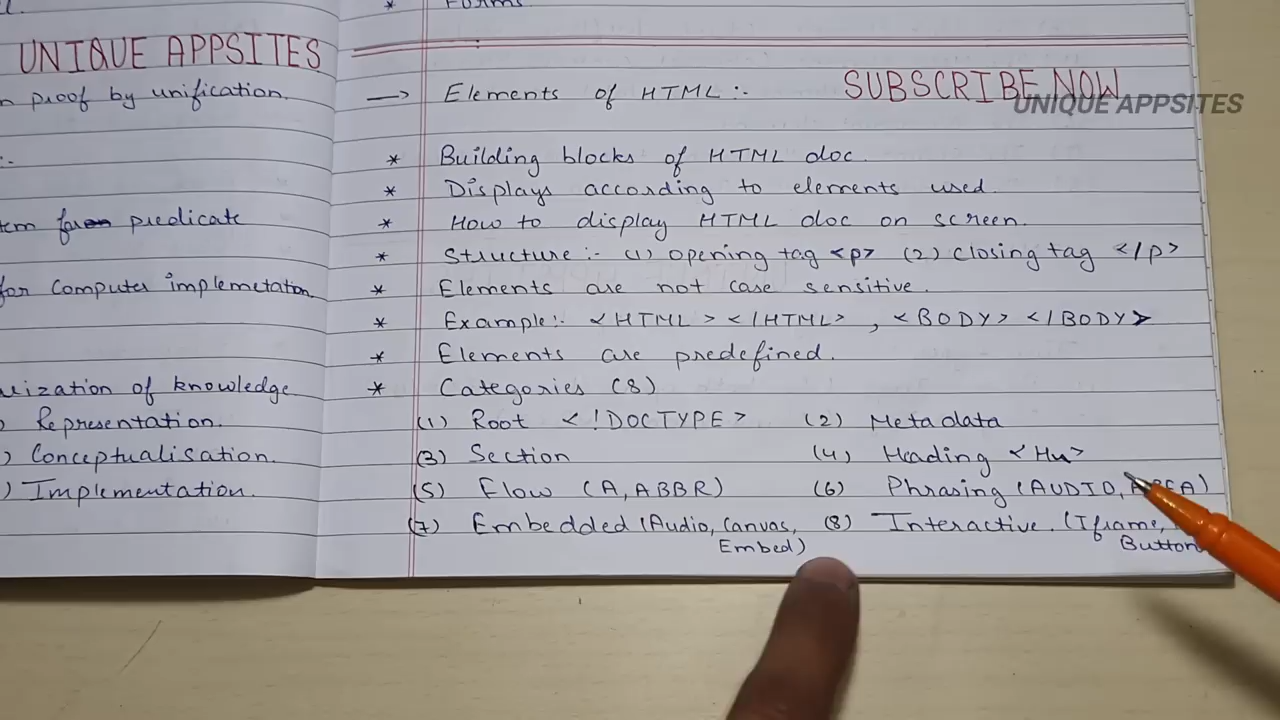 * Forms
UNIQUE APPSITES
proof by unification.
predicate
for Computer implemetation.
of knowledge
Representation.
) Conceptualisation.
) Implementation.
→ Elements of HTML :-
SUBSCRIBE NOW
UNIQUE APPSITES
* Building blocks of HTML doc.
* Displays according to elements used.
* How to display HTML doc on screen.
* Structure :- (1) opening tag <p> (2) closing tag </p>
* Elements are not case sensitive.
* Example :- <HTML> </HTML> , <BODY> </BODY>
* Elements are predefined.
* Categories (8)
(1) Root <!DOCTYPE> (2) Metadata
(3) Section (4) Heading <Hn>
(5) Flow (A, ABBR) (6) Phrasing (AUDIO, AREA)
(7) Embedded (Audio, Canvas, (8) Interactive. (Iframe,
Embed) Button